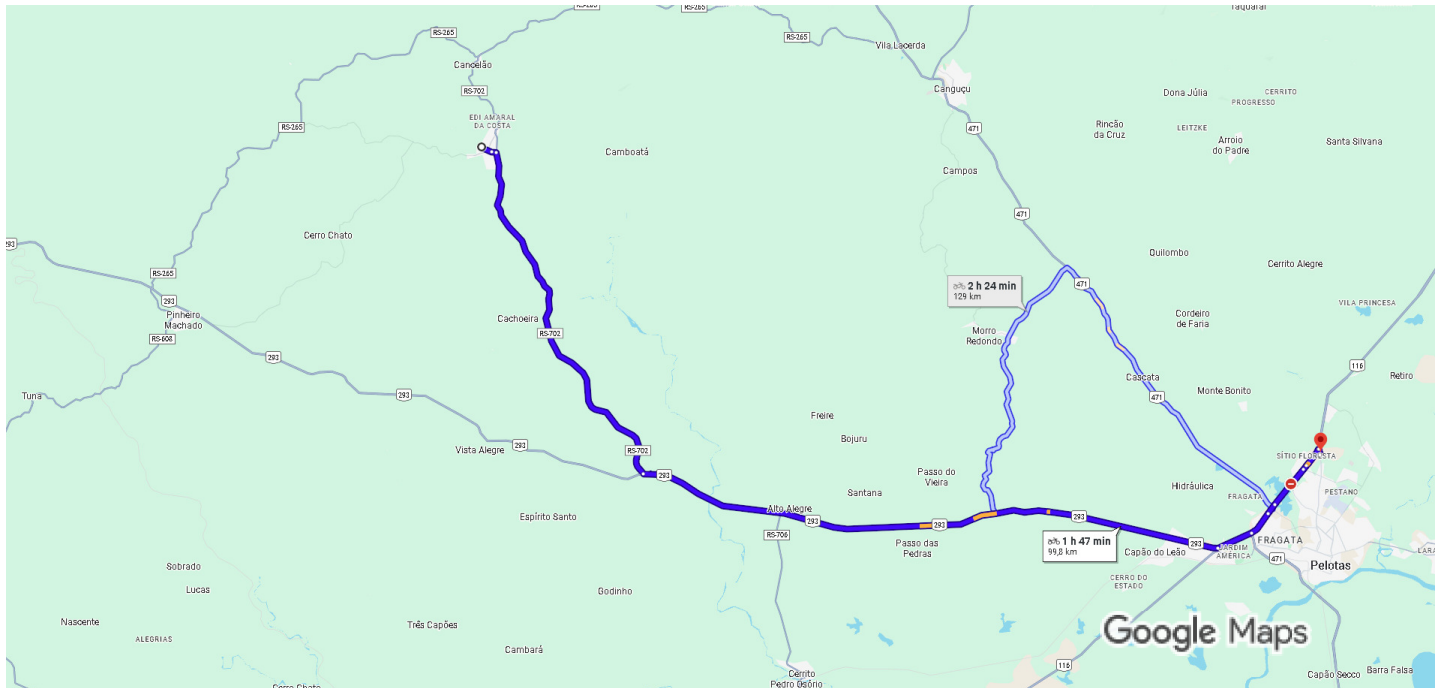 Taquaral
RS-265
RS-265
RS-265
RS-265
Vila Lacerda
Cancelão
RS-702
Canguçu
Dona Júlia
CERRITO
PROGRESSO
EDI AMARAL
DA COSTA
RS-265
471
Rincão
da Cruz
LEITZKE
Arroio
do Padre
Santa Silvana
Camboatá
Campos
471
Cerro Chato
293
Quilombo
Cerrito Alegre
RS-265
471
2 h 24 min
129 km
293
VILA PRINCESA
Pinheiro
Machado
Cachoeira
RS-702
Morro
Redondo
Cordeiro
de Faria
RS-608
293
116
Retiro
Cascata
Tuna
293
471
Monte Bonito
Freire
Bojuru
Vista Alegre
293
RS-702
SÍTIO FLORESTA
293
Passo do
Vieira
Hidráulica
FRAGATA
PESTANO
Santana
Alto Alegre
Espírito Santo
293
293
293
RS-706
Passo das
Pedras
1 h 47 min
99,8 km
Capão do Leão
293
JARDIM
AMÉRICA
FRAGATA
471
Pelotas
LARA
Sobrado
Lucas
Godinho
CERRO DO
ESTADO
Nascente
ALEGRIAS
Três Capões
Cambará
Google Maps
116
Cerrito
Pedro Osório
Capão Seco
Barra Falsa
Cerro Chato